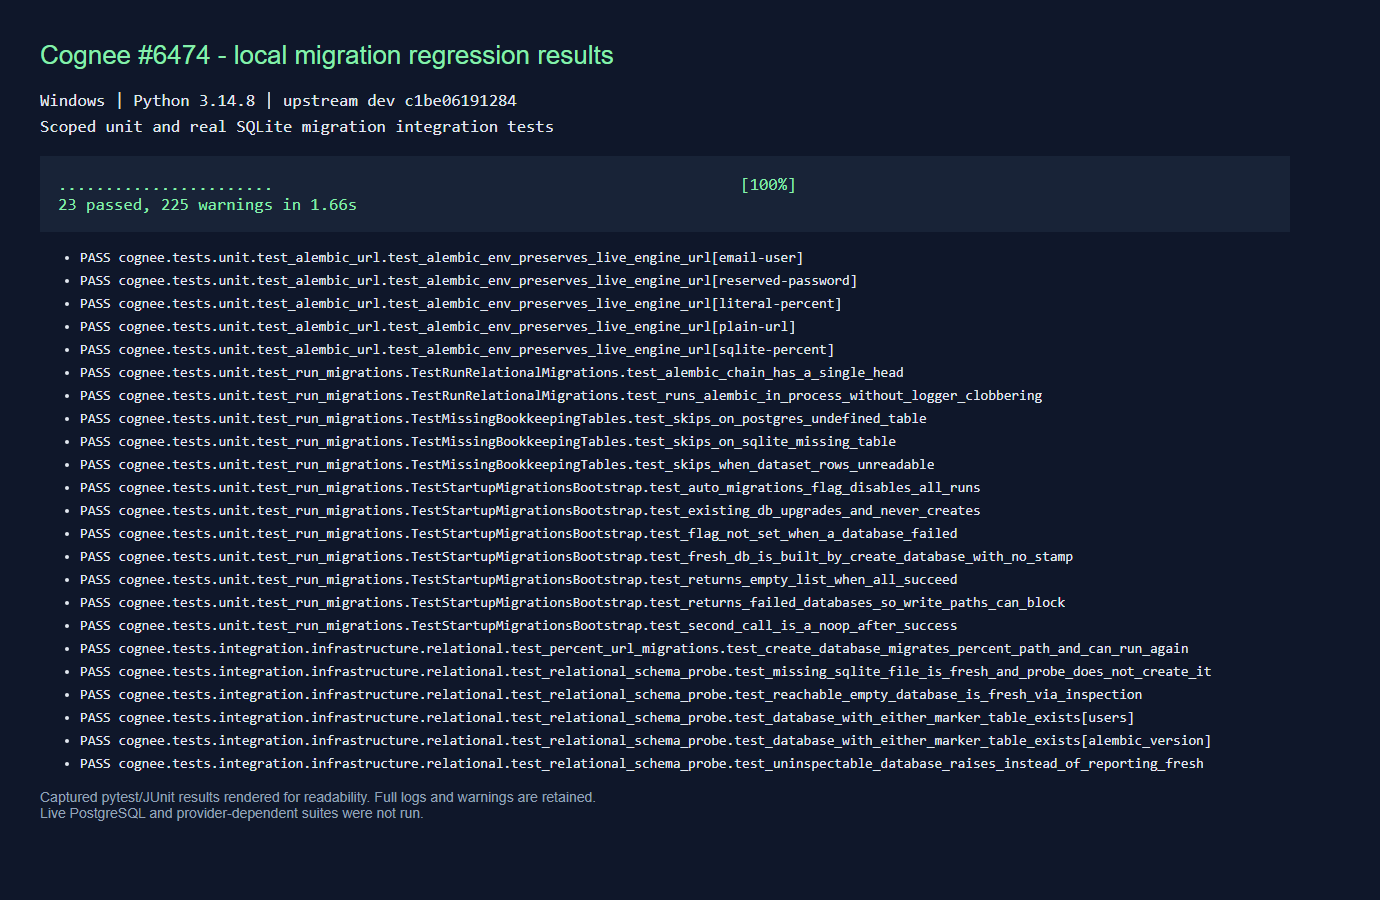 Cognee #6474 - local migration regression results
Windows | Python 3.14.8 | upstream dev c1be06191284
Scoped unit and real SQLite migration integration tests
....................... [100%]
23 passed, 225 warnings in 1.66s
• PASS cognee.tests.unit.test_alembic_url.test_alembic_env_preserves_live_engine_url[email-user]
• PASS cognee.tests.unit.test_alembic_url.test_alembic_env_preserves_live_engine_url[reserved-password]
• PASS cognee.tests.unit.test_alembic_url.test_alembic_env_preserves_live_engine_url[literal-percent]
• PASS cognee.tests.unit.test_alembic_url.test_alembic_env_preserves_live_engine_url[plain-url]
• PASS cognee.tests.unit.test_alembic_url.test_alembic_env_preserves_live_engine_url[sqlite-percent]
• PASS cognee.tests.unit.test_run_migrations.TestRunRelationalMigrations.test_alembic_chain_has_a_single_head
• PASS cognee.tests.unit.test_run_migrations.TestRunRelationalMigrations.test_runs_alembic_in_process_without_logger_clobbering
• PASS cognee.tests.unit.test_run_migrations.TestMissingBookkeepingTables.test_skips_on_postgres_undefined_table
• PASS cognee.tests.unit.test_run_migrations.TestMissingBookkeepingTables.test_skips_on_sqlite_missing_table
• PASS cognee.tests.unit.test_run_migrations.TestMissingBookkeepingTables.test_skips_when_dataset_rows_unreadable
• PASS cognee.tests.unit.test_run_migrations.TestStartupMigrationsBootstrap.test_auto_migrations_flag_disables_all_runs
• PASS cognee.tests.unit.test_run_migrations.TestStartupMigrationsBootstrap.test_existing_db_upgrades_and_never_creates
• PASS cognee.tests.unit.test_run_migrations.TestStartupMigrationsBootstrap.test_flag_not_set_when_a_database_failed
• PASS cognee.tests.unit.test_run_migrations.TestStartupMigrationsBootstrap.test_fresh_db_is_built_by_create_database_with_no_stamp
• PASS cognee.tests.unit.test_run_migrations.TestStartupMigrationsBootstrap.test_returns_empty_list_when_all_succeed
• PASS cognee.tests.unit.test_run_migrations.TestStartupMigrationsBootstrap.test_returns_failed_databases_so_write_paths_can_block
• PASS cognee.tests.unit.test_run_migrations.TestStartupMigrationsBootstrap.test_second_call_is_a_noop_after_success
• PASS cognee.tests.integration.infrastructure.relational.test_percent_url_migrations.test_create_database_migrates_percent_path_and_can_run_again
• PASS cognee.tests.integration.infrastructure.relational.test_relational_schema_probe.test_missing_sqlite_file_is_fresh_and_probe_does_not_create_it
• PASS cognee.tests.integration.infrastructure.relational.test_relational_schema_probe.test_reachable_empty_database_is_fresh_via_inspection
• PASS cognee.tests.integration.infrastructure.relational.test_relational_schema_probe.test_database_with_either_marker_table_exists[users]
• PASS cognee.tests.integration.infrastructure.relational.test_relational_schema_probe.test_database_with_either_marker_table_exists[alembic_version]
• PASS cognee.tests.integration.infrastructure.relational.test_relational_schema_probe.test_uninspectable_database_raises_instead_of_reporting_fresh
Captured pytest/JUnit results rendered for readability. Full logs and warnings are retained.
Live PostgreSQL and provider-dependent suites were not run.